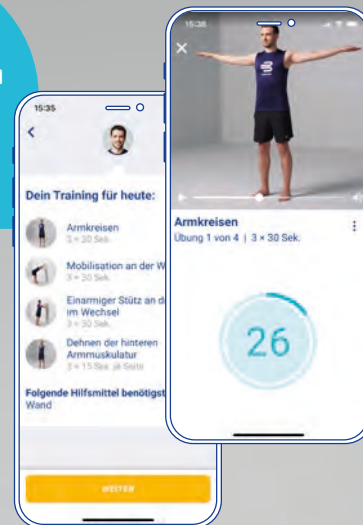 15:35
Dein Training für heute:
Armkreisen
3 × 30 Sek.
Mobilisation an der W
3 × 30 Sek.
Einarmiger Stütz an d
im Wechsel
3 × 30 Sek.
Dehnen der hinteren
Armmuskulatur
3 × 15 Sek. je Seite
Folgende Hilfsmittel benötigst
Wand
WEITER
15:38
Armkreisen
Übung 1 von 4 | 3 × 30 Sek.
26